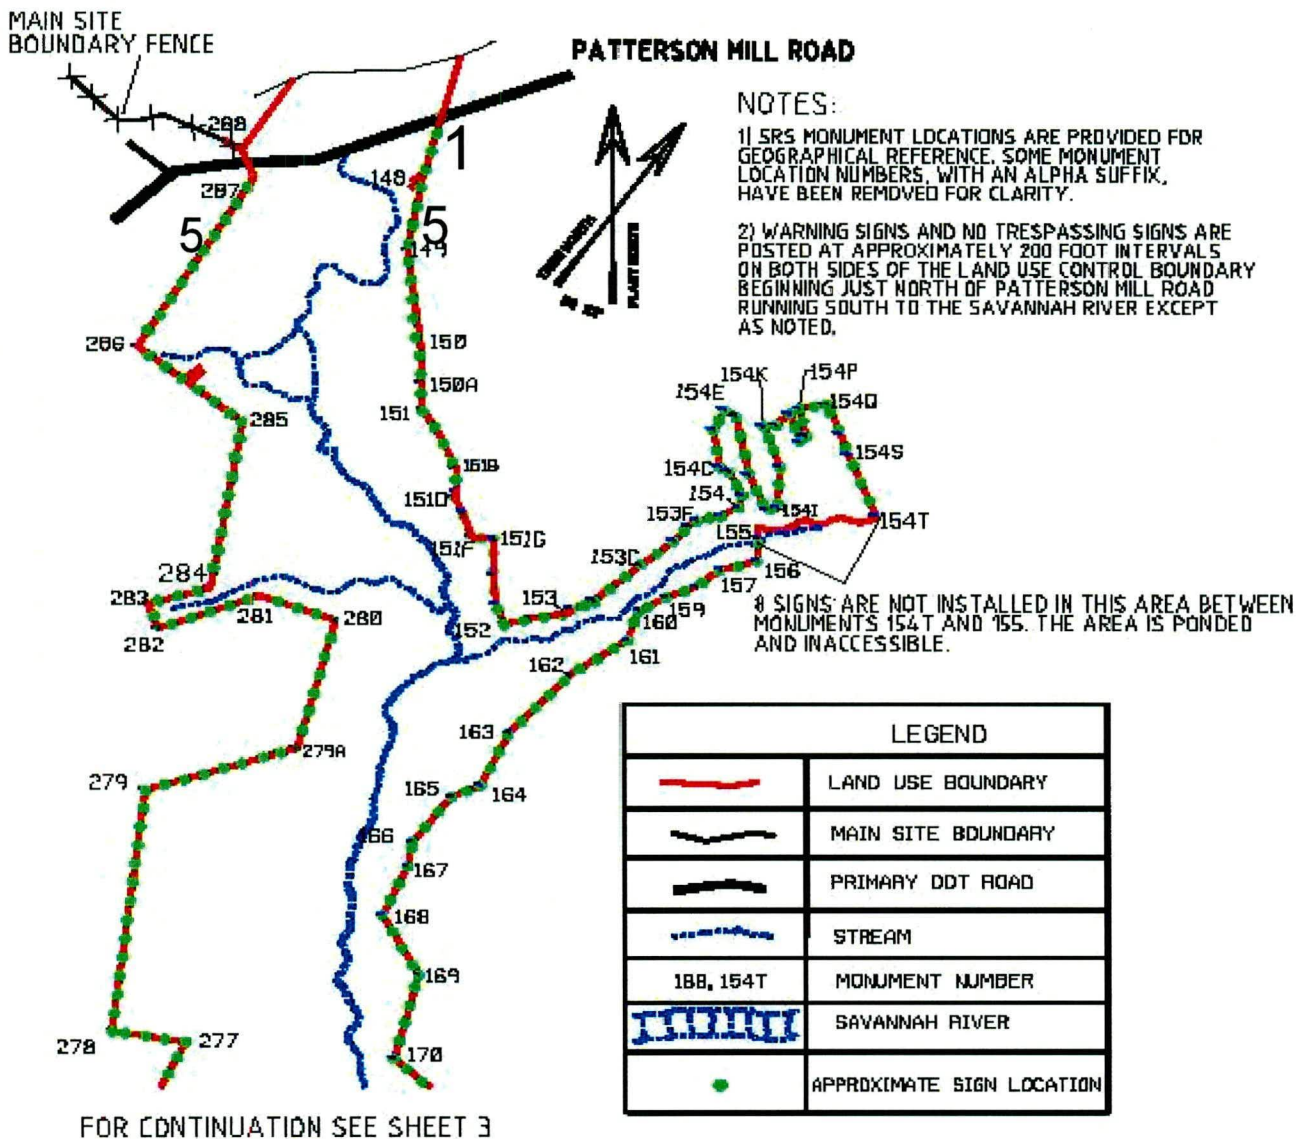 MAIN SITE
BOUNDARY FENCE
PATTERSON MILL ROAD
NOTES:
1) SRS MONUMENT LOCATIONS ARE PROVIDED FOR
GEOGRAPHICAL REFERENCE. SOME MONUMENT
LOCATION NUMBERS, WITH AN ALPHA SUFFIX,
HAVE BEEN REMOVED FOR CLARITY.
2) WARNING SIGNS AND NO TRESPASSING SIGNS ARE
POSTED AT APPROXIMATELY 200 FOOT INTERVALS
ON BOTH SIDES OF THE LAND USE CONTROL BOUNDARY
BEGINNING JUST NORTH OF PATTERSON MILL ROAD
RUNNING SOUTH TO THE SAVANNAH RIVER EXCEPT
AS NOTED.
288
287
5
148
1
5
149
PLANT NORTH
286
150
150A
151
285
151B
151D
151F
151G
154K
154P
154E
154Q
154C
154S
154
154I
153F
155
154T
153C
156
157
153
159
152
160
161
162
284
283
281
280
282
SIGNS ARE NOT INSTALLED IN THIS AREA BETWEEN
MONUMENTS 154T AND 155. THE AREA IS PONDED
AND INACCESSIBLE.
279A
279
163
164
165
166
167
168
169
170
278
277
LEGEND
LAND USE BOUNDARY
MAIN SITE BOUNDARY
PRIMARY DOT ROAD
STREAM
188, 154T MONUMENT NUMBER
SAVANNAH RIVER
APPROXIMATE SIGN LOCATION
FOR CONTINUATION SEE SHEET 3